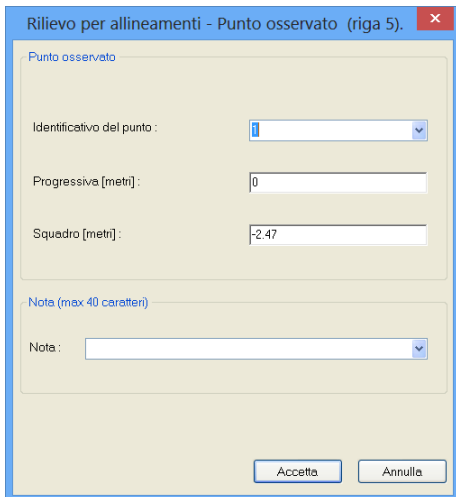 Rilievo per allineamenti - Punto osservato (riga 5).
Punto osservato
Identificativo del punto : 1
Progressiva [metri] : 0
Squadro [metri] : -2.47
Nota (max 40 caratteri)
Nota :
Accetta Annulla